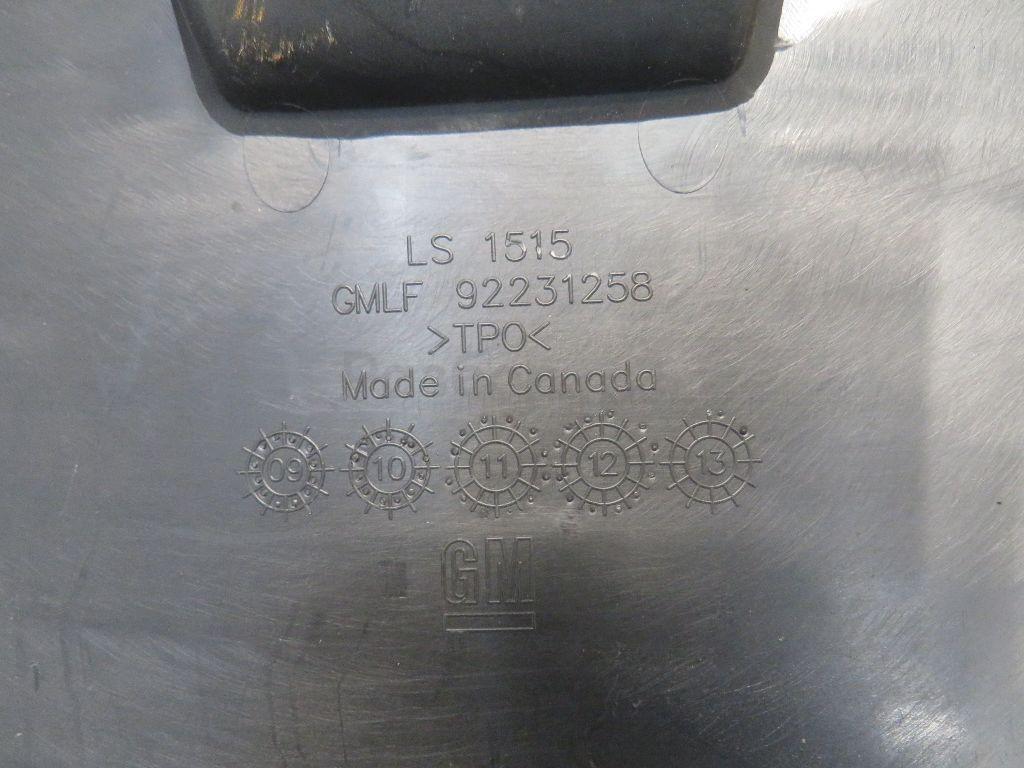 LS 1515
GMLF 92231258
>TPO<
Made in Canada
09 10 11 12 13
GM